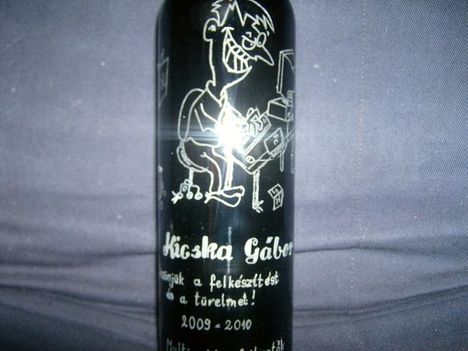 Kicska Gábor
a felkészítést
és a türelmet!
2009-2010